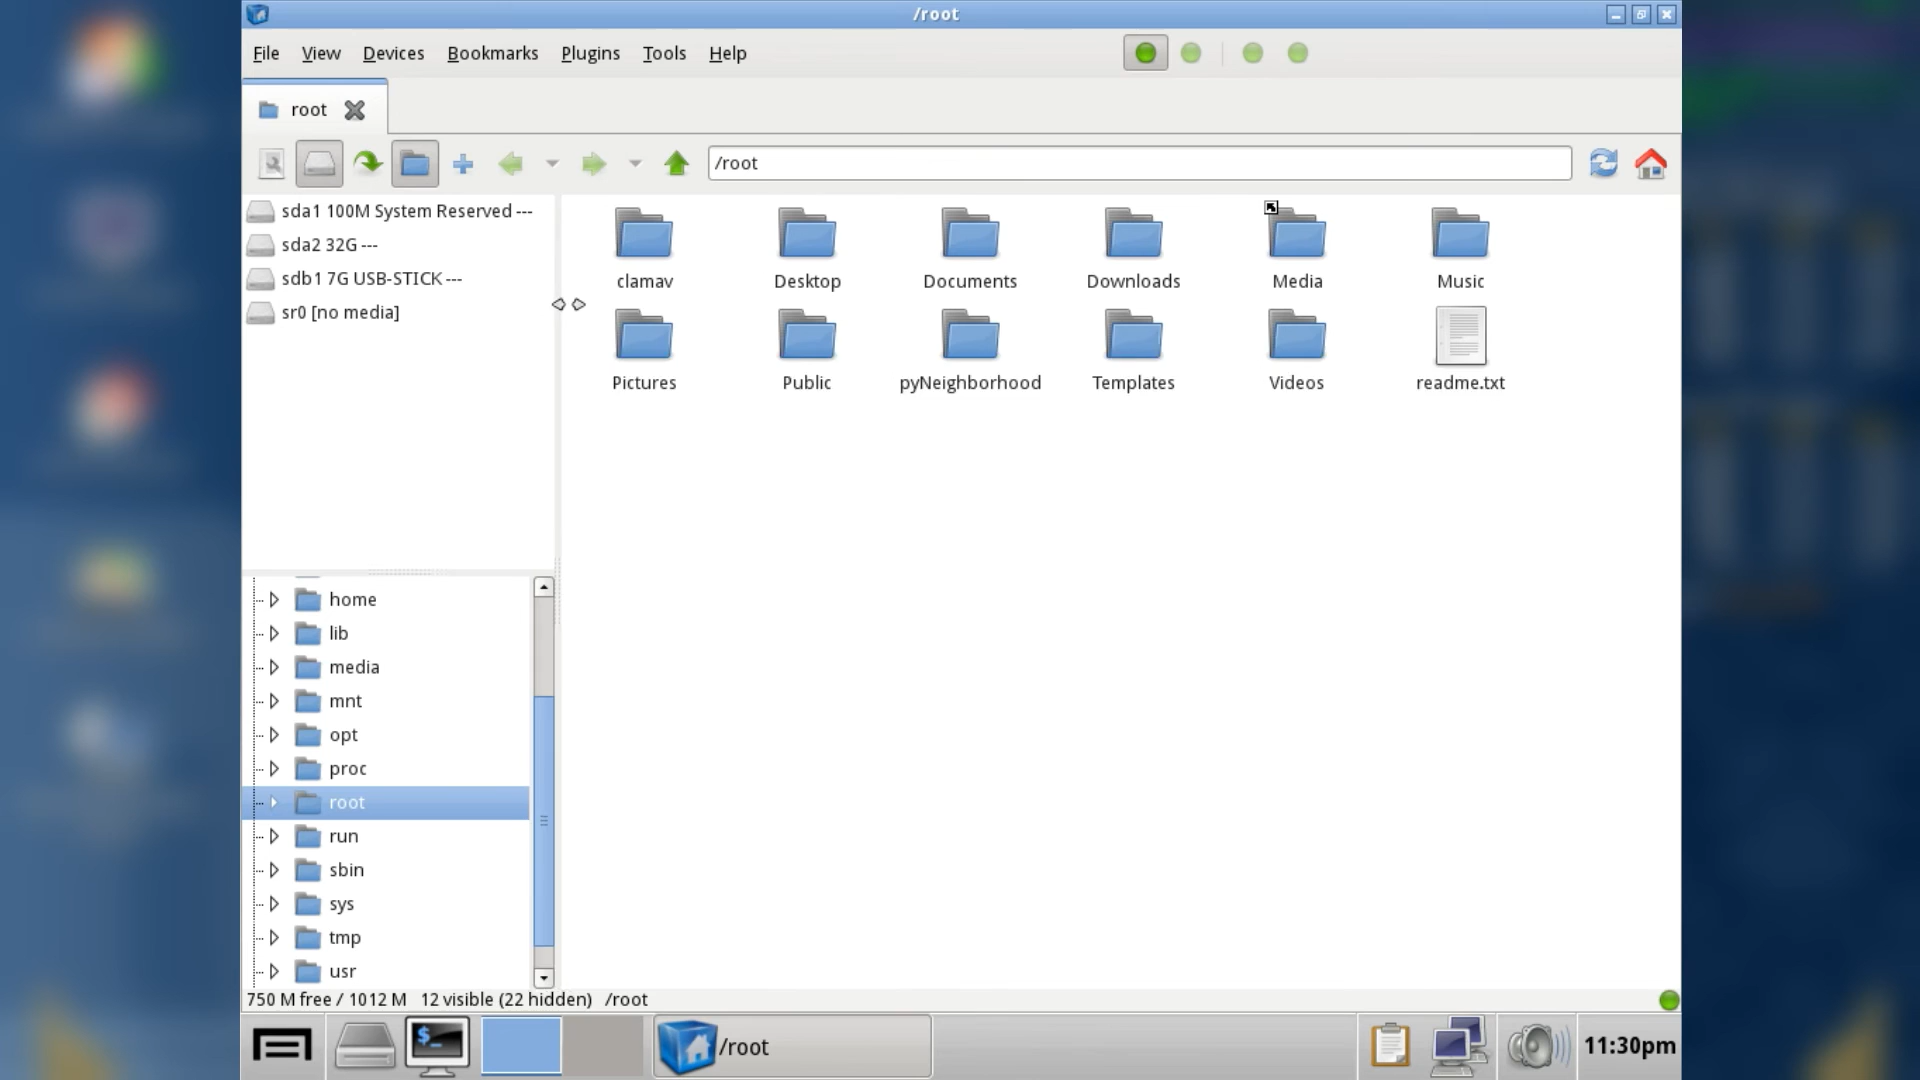 /root
File View Devices Bookmarks Plugins Tools Help
root
/root
sda1 100M System Reserved ---
sda2 32G ---
sdb1 7G USB-STICK ---
sr0 [no media]
clamav Desktop Documents Downloads Media Music
Pictures Public pyNeighborhood Templates Videos readme.txt
home
lib
media
mnt
opt
proc
root
run
sbin
sys
tmp
usr
750 M free / 1012 M 12 visible (22 hidden) /root
$_ /root 11:30pm